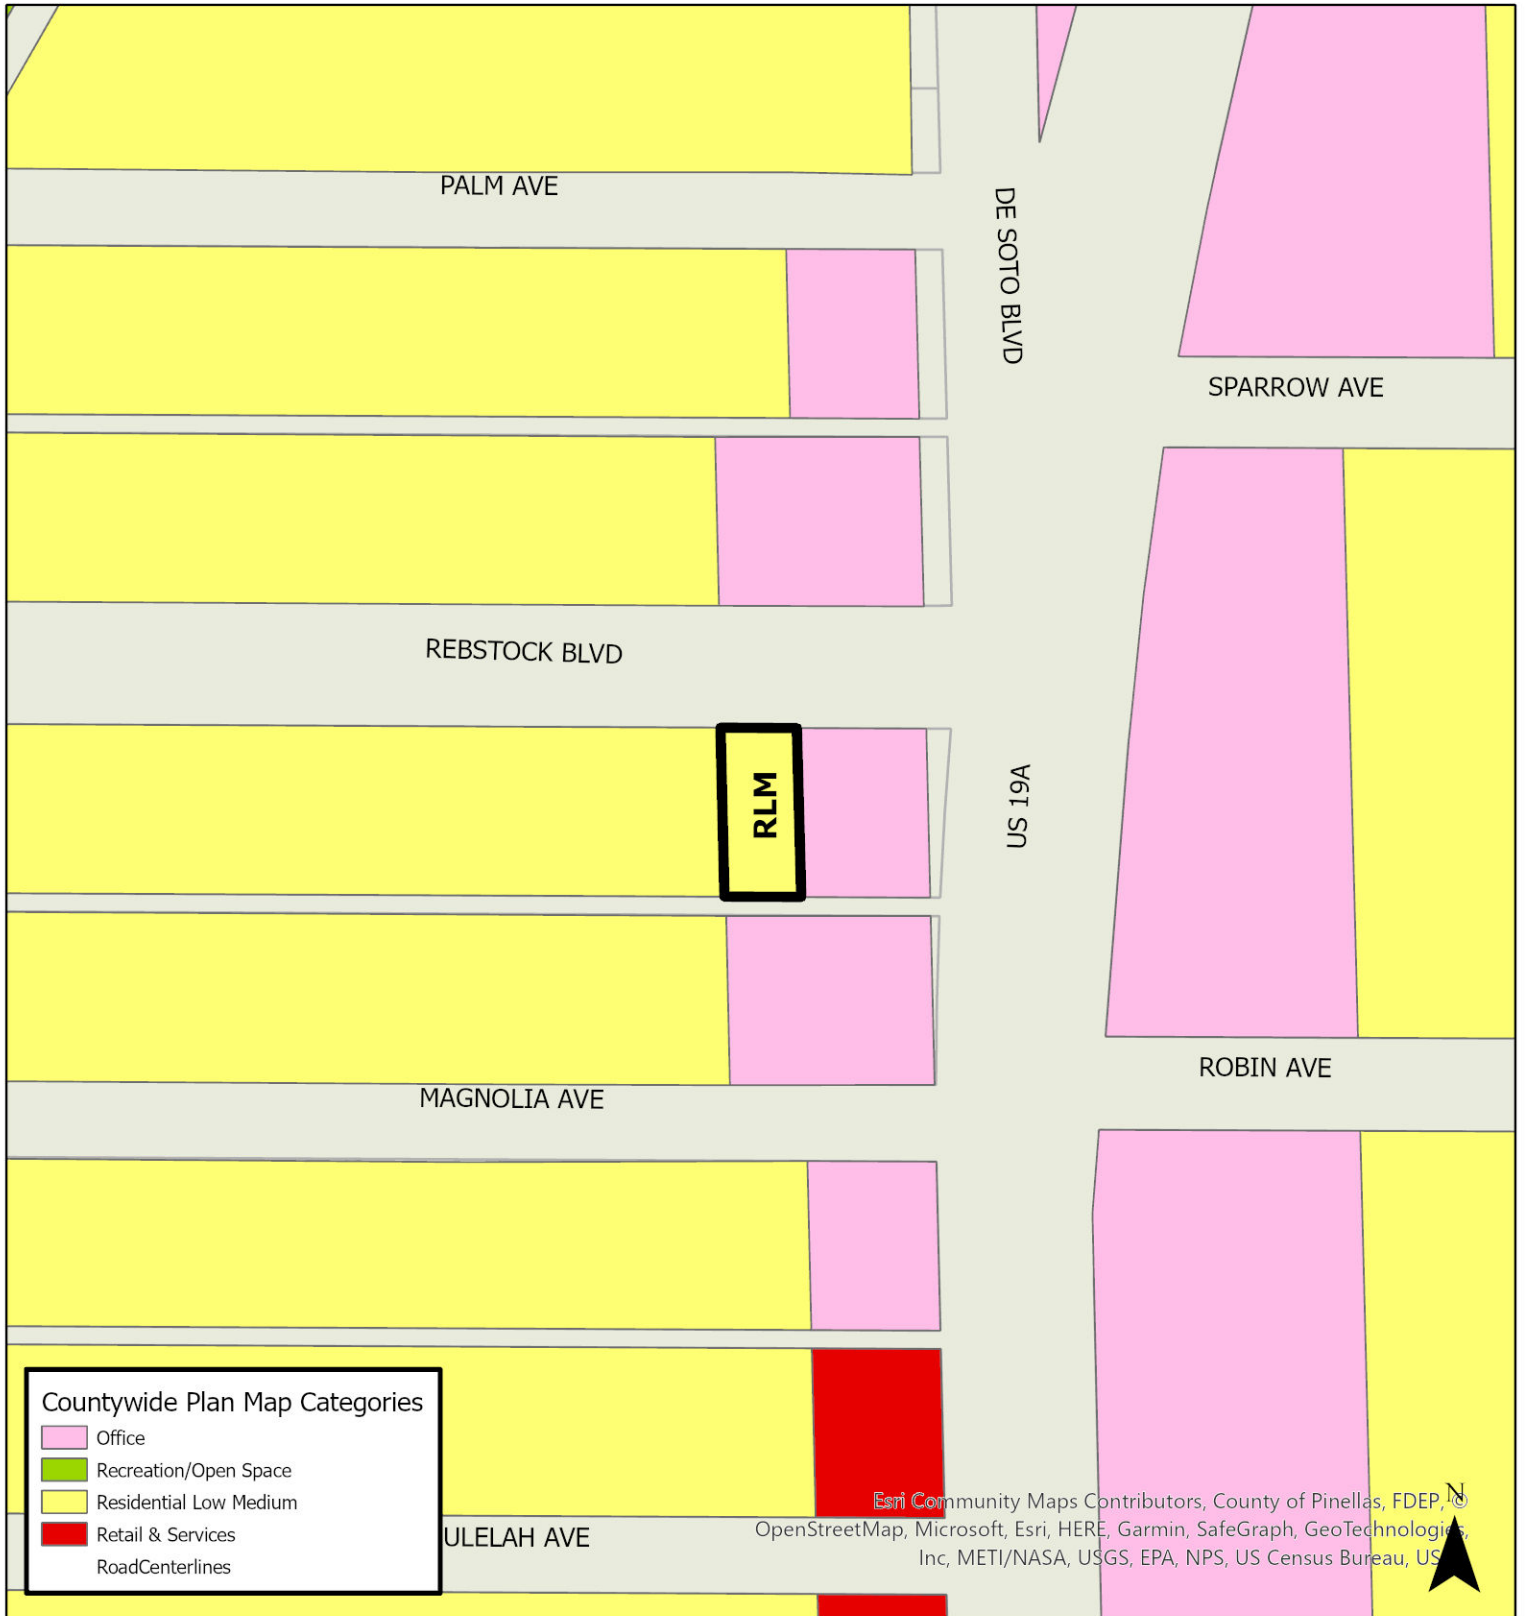 PALM AVE
DE SOTO BLVD
SPARROW AVE
REBSTOCK BLVD
RLM
US 19A
ROBIN AVE
MAGNOLIA AVE
Countywide Plan Map Categories
Office
Recreation/Open Space
Residential Low Medium
Retail & Services
RoadCenterlines
ULELAH AVE
N
Esri Community Maps Contributors, County of Pinellas, FDEP, ©
OpenStreetMap, Microsoft, Esri, HERE, Garmin, SafeGraph, GeoTechnologies,
Inc, METI/NASA, USGS, EPA, NPS, US Census Bureau, US